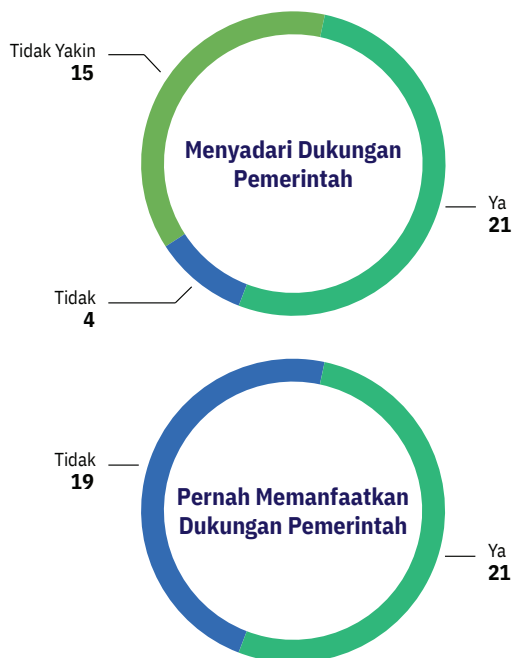 Tidak Yakin
15
Menyadari Dukungan
Pemerintah
Ya
21
Tidak
4
Tidak
19
Pernah Memanfaatkan
Dukungan Pemerintah
Ya
21